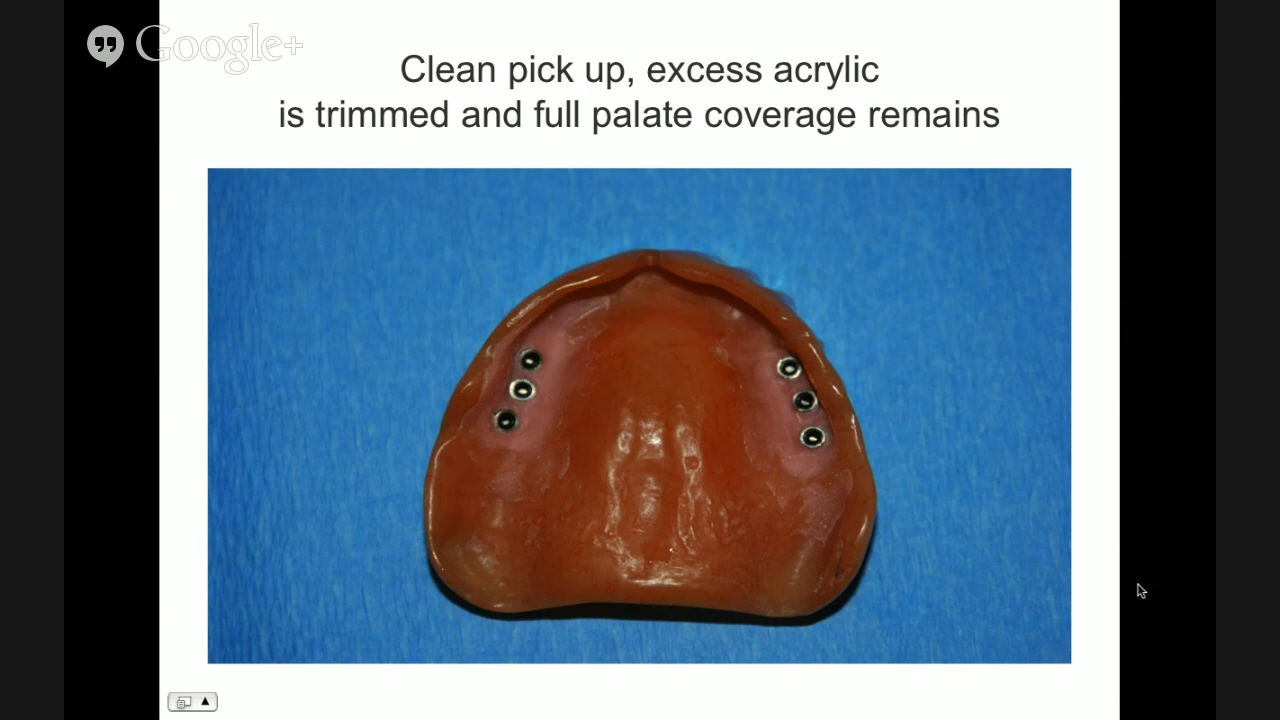 Google+
Clean pick up, excess acrylic
is trimmed and full palate coverage remains